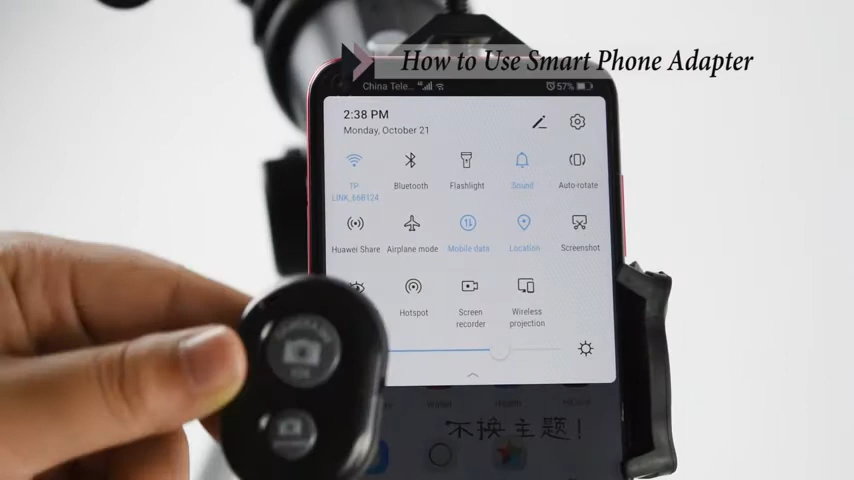 How to Use Smart Phone Adapter
China Tele... 57%
2:38 PM
Monday, October 21
TP-
LINK_66B124
Bluetooth
Flashlight
Sound
Auto-rotate
Huawei Share
Airplane mode
Mobile data
Location
Screenshot
Hotspot
Screen
recorder
Wireless
projection
Wallet
Health
不换主题!